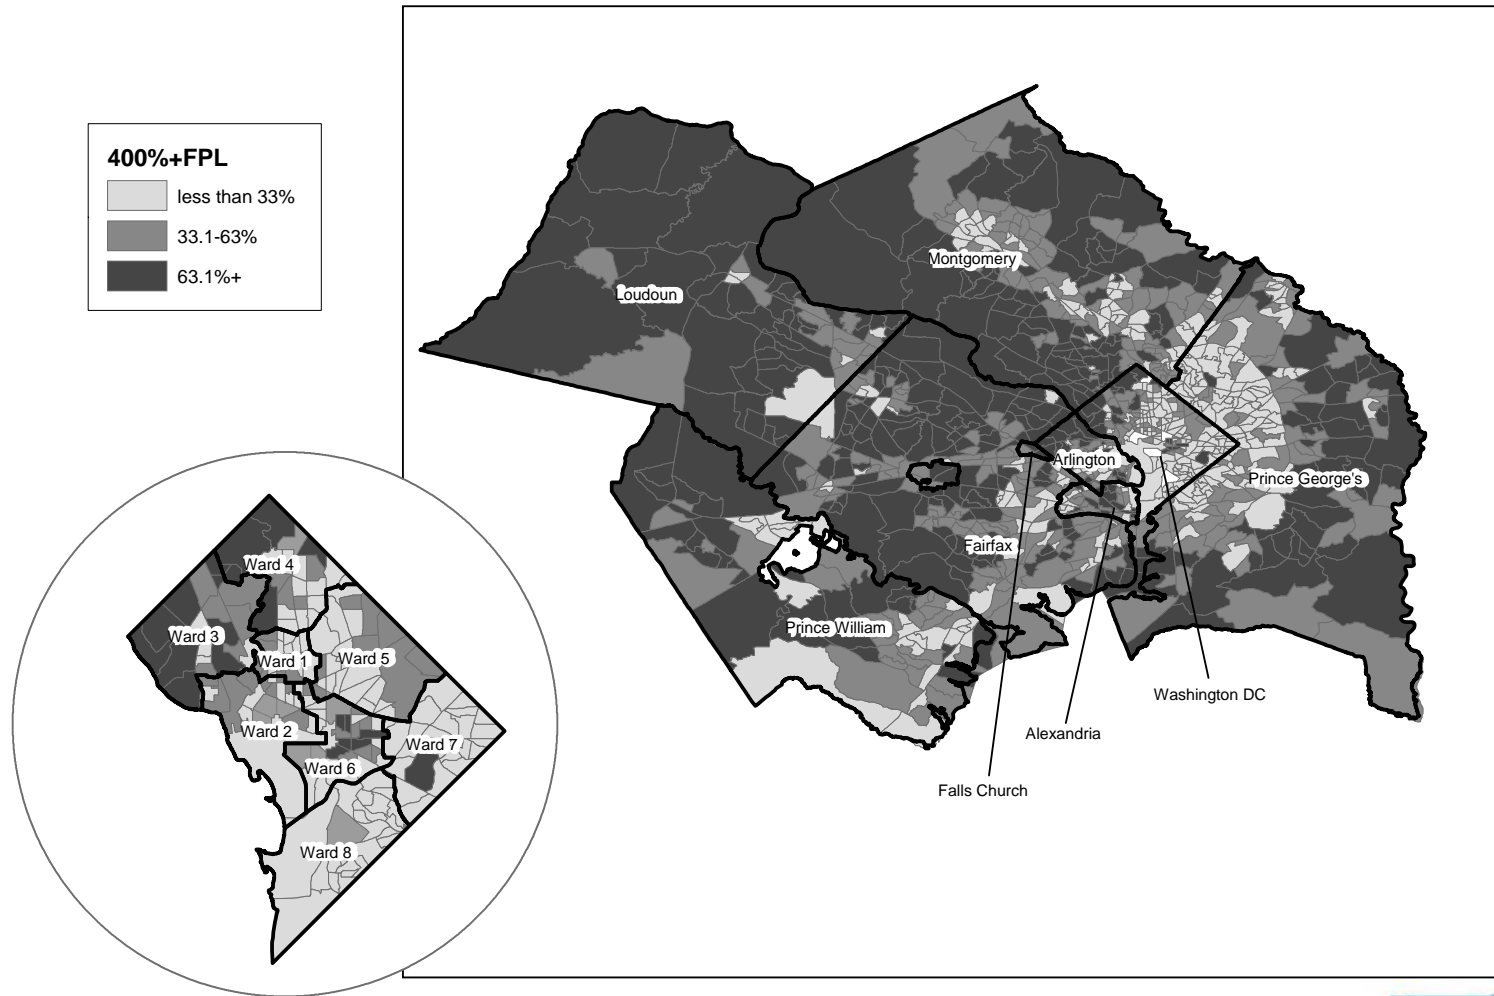 400%+FPL
less than 33%
33.1-63%
63.1%+
Montgomery
Loudoun
Arlington
Prince George's
Fairfax
Prince William
Washington DC
Alexandria
Falls Church
Ward 4
Ward 3
Ward 1
Ward 5
Ward 2
Ward 7
Ward 6
Ward 8